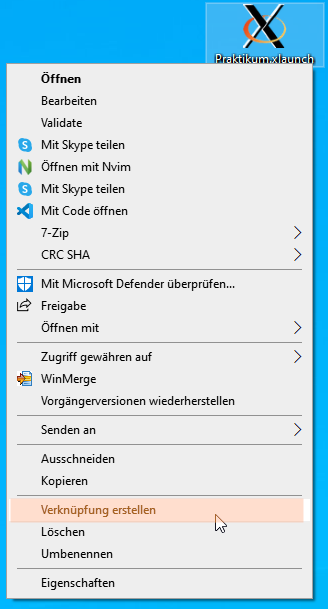 Praktikum.xlaunch
Öffnen
Bearbeiten
Validate
Mit Skype teilen
Öffnen mit Nvim
Mit Skype teilen
Mit Code öffnen
7-Zip
CRC SHA
Mit Microsoft Defender überprüfen...
Freigabe
Öffnen mit
Zugriff gewähren auf
WinMerge
Vorgängerversionen wiederherstellen
Senden an
Ausschneiden
Kopieren
Verknüpfung erstellen
Löschen
Umbenennen
Eigenschaften